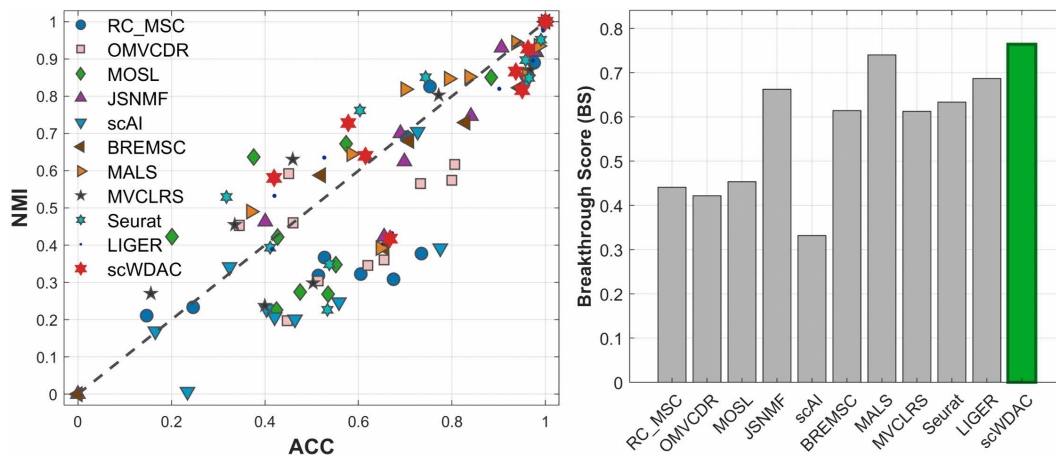 1
0.9
0.8
0.7
0.6
0.5
0.4
0.3
0.2
0.1
0
NMI
0
0.2
0.4
0.6
0.8
1
ACC
RC_MSC
OMVCDR
MOSL
JSNMF
scAI
BREMSC
MALS
MVCLRS
Seurat
LIGER
scWDAC
0.8
0.7
0.6
0.5
0.4
0.3
0.2
0.1
0
Breakthrough Score (BS)
RC_MSC
OMVCDR
MOSL
JSNMF
scAI
BREMSC
MALS
MVCLRS
Seurat
LIGER
scWDAC